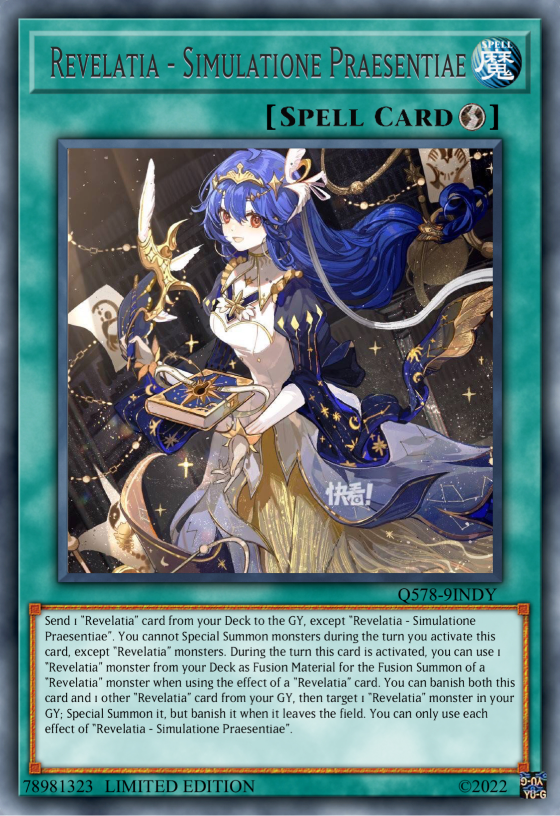 Revelatia - Simulatione Praesentiae
SPELL
魔
[Spell Card]
快看!
Q578-9INDY
Send 1 "Revelatia" card from your Deck to the GY, except "Revelatia - Simulatione
Praesentiae". You cannot Special Summon monsters during the turn you activate this
card, except "Revelatia" monsters. During the turn this card is activated, you can use 1
"Revelatia" monster from your Deck as Fusion Material for the Fusion Summon of a
"Revelatia" monster when using the effect of a "Revelatia" card. You can banish both this
card and 1 other "Revelatia" card from your GY, then target 1 "Revelatia" monster in your
GY; Special Summon it, but banish it when it leaves the field. You can only use each
effect of "Revelatia - Simulatione Praesentiae".
78981323 LIMITED EDITION
©2022
YU-G